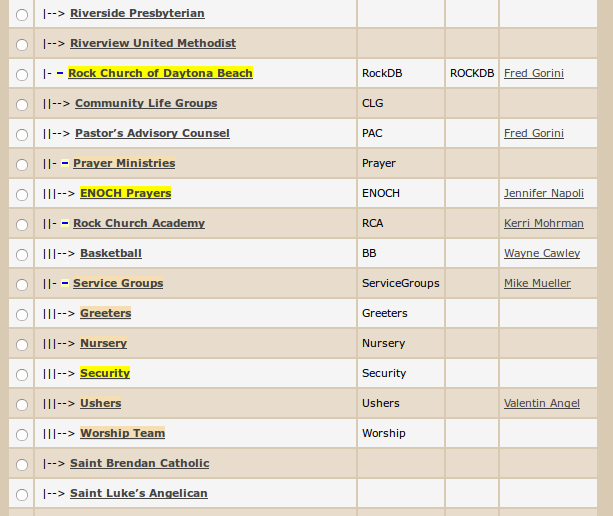 |--> Riverside Presbyterian
|--> Riverview United Methodist
|- - Rock Church of Daytona Beach RockDB ROCKDB Fred Gorini
||--> Community Life Groups CLG
||--> Pastor’s Advisory Counsel PAC Fred Gorini
||- - Prayer Ministries Prayer
|||--> ENOCH Prayers ENOCH Jennifer Napoli
||- - Rock Church Academy RCA Kerri Mohrman
|||--> Basketball BB Wayne Cawley
||- - Service Groups ServiceGroups Mike Mueller
|||--> Greeters Greeters
|||--> Nursery Nursery
|||--> Security Security
|||--> Ushers Ushers Valentin Angel
|||--> Worship Team Worship
|--> Saint Brendan Catholic
|--> Saint Luke’s Angelican